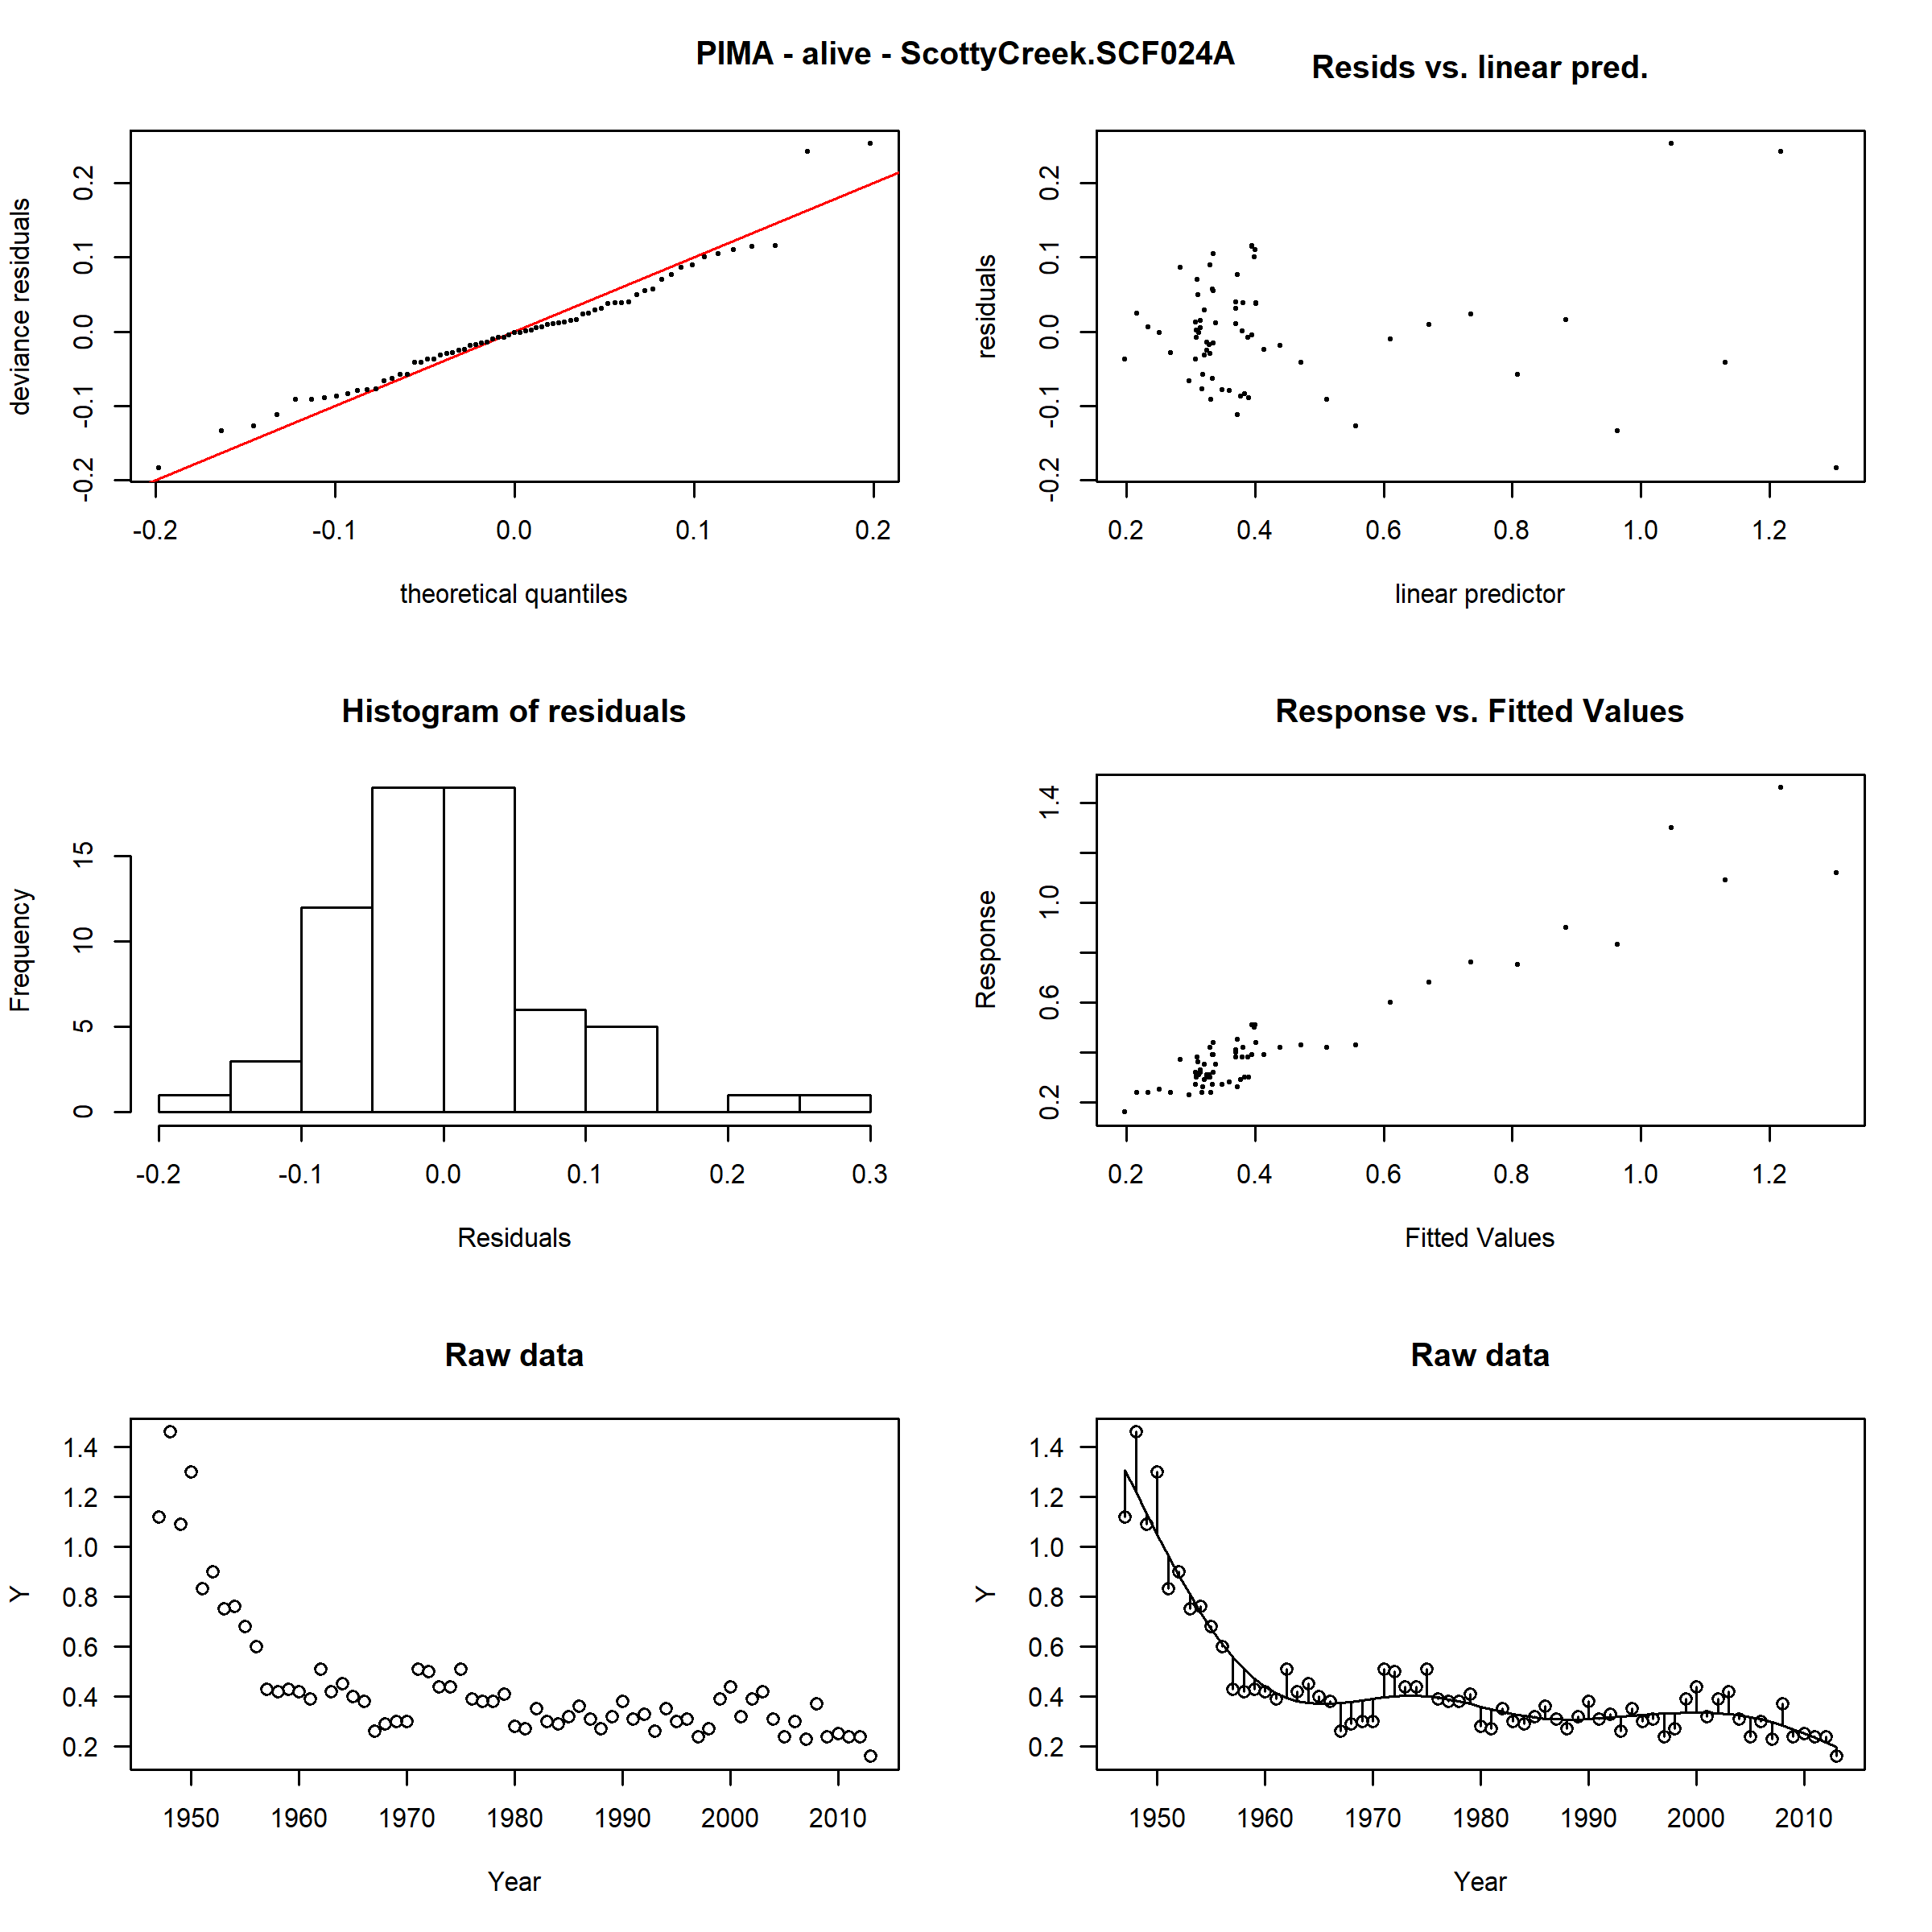 PIMA - alive - ScottyCreek.SCF024A
Resids vs. linear pred.
deviance residuals
-0.2 -0.1 0.0 0.1 0.2
-0.2 -0.1 0.0 0.1 0.2
theoretical quantiles
residuals
-0.2 -0.1 0.0 0.1 0.2
0.2 0.4 0.6 0.8 1.0 1.2
linear predictor
Histogram of residuals
Frequency
0 5 10 15
-0.2 -0.1 0.0 0.1 0.2 0.3
Residuals
Response vs. Fitted Values
Response
0.2 0.6 1.0 1.4
0.2 0.4 0.6 0.8 1.0 1.2
Fitted Values
Raw data
Y
1.4
1.2
1.0
0.8
0.6
0.4
0.2
1950 1960 1970 1980 1990 2000 2010
Year
Raw data
Y
1.4
1.2
1.0
0.8
0.6
0.4
0.2
1950 1960 1970 1980 1990 2000 2010
Year